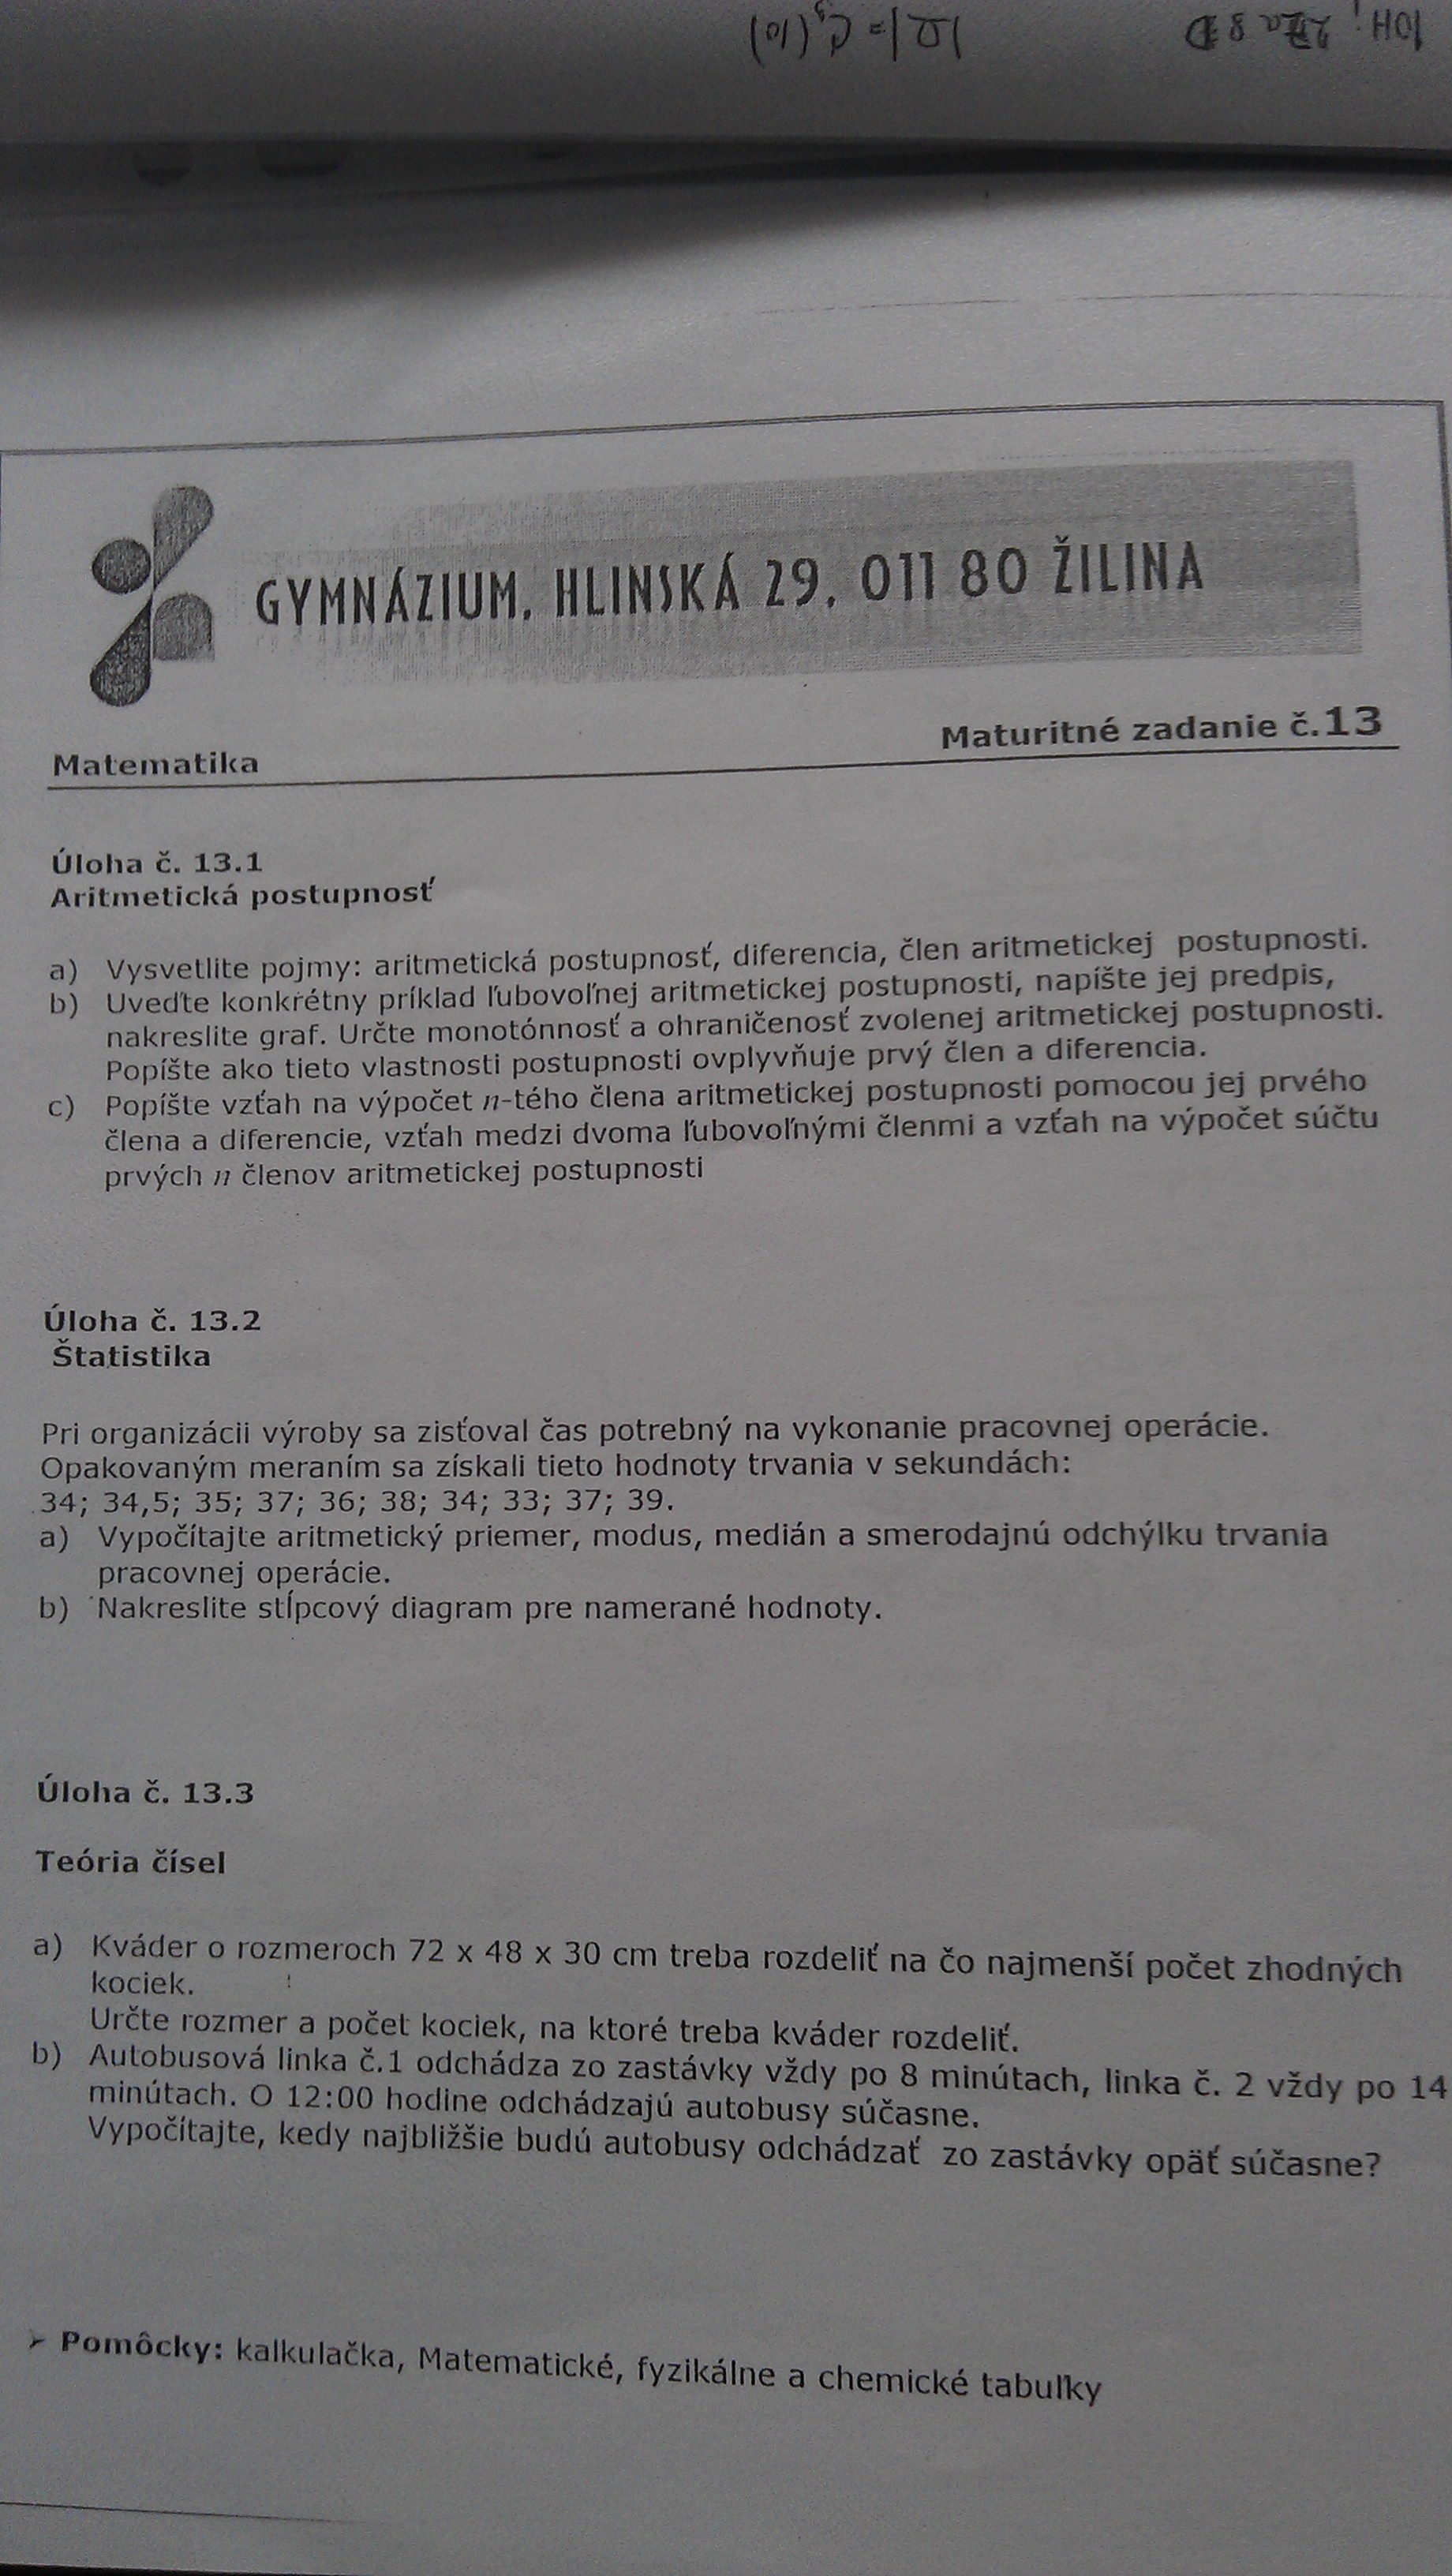 GYMNÁZIUM, HLINSKÁ 29, 011 80 ŽILINA
Matematika
Maturitné zadanie č.13
Úloha č. 13.1
Aritmetická postupnosť
a) Vysvetlite pojmy: aritmetická postupnosť, diferencia, člen aritmetickej postupnosti.
b) Uveďte konkrétny príklad ľubovoľnej aritmetickej postupnosti, napíšte jej predpis,
nakreslite graf. Určte monotónnosť a ohraničenosť zvolenej aritmetickej postupnosti.
Popíšte ako tieto vlastnosti postupnosti ovplyvňuje prvý člen a diferencia.
c) Popíšte vzťah na výpočet n-tého člena aritmetickej postupnosti pomocou jej prvého
člena a diferencie, vzťah medzi dvoma ľubovoľnými členmi a vzťah na výpočet súčtu
prvých n členov aritmetickej postupnosti
Úloha č. 13.2
Štatistika
Pri organizácii výroby sa zisťoval čas potrebný na vykonanie pracovnej operácie.
Opakovaným meraním sa získali tieto hodnoty trvania v sekundách:
34; 34,5; 35; 37; 36; 38; 34; 33; 37; 39.
a) Vypočítajte aritmetický priemer, modus, medián a smerodajnú odchýlku trvania
pracovnej operácie.
b) Nakreslite stĺpcový diagram pre namerané hodnoty.
Úloha č. 13.3
Teória čísel
a) Kváder o rozmeroch 72 x 48 x 30 cm treba rozdeliť na čo najmenší počet zhodných
kociek.
Určte rozmer a počet kociek, na ktoré treba kváder rozdeliť.
b) Autobusová linka č.1 odchádza zo zastávky vždy po 8 minútach, linka č. 2 vždy po 14
minútach. O 12:00 hodine odchádzajú autobusy súčasne.
Vypočítajte, kedy najbližšie budú autobusy odchádzať zo zastávky opäť súčasne?
➢ Pomôcky: kalkulačka, Matematické, fyzikálne a chemické tabuľky